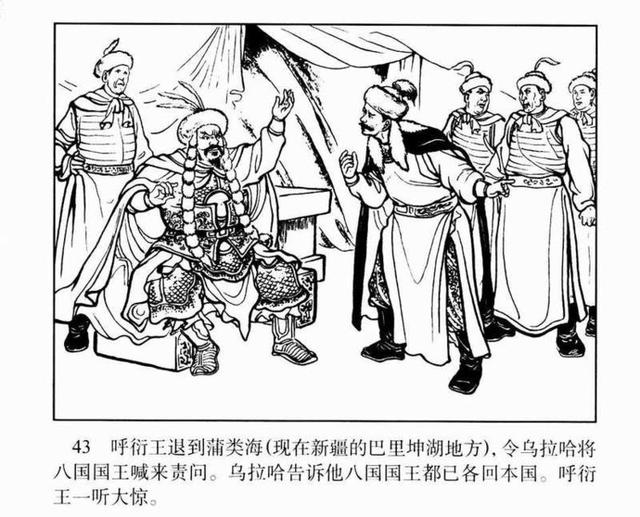 43 呼衍王退到蒲类海(现在新疆的巴里坤湖地方),令乌拉哈将
八国国王喊来责问。乌拉哈告诉他八国国王都已各回本国。呼衍
王一听大惊。